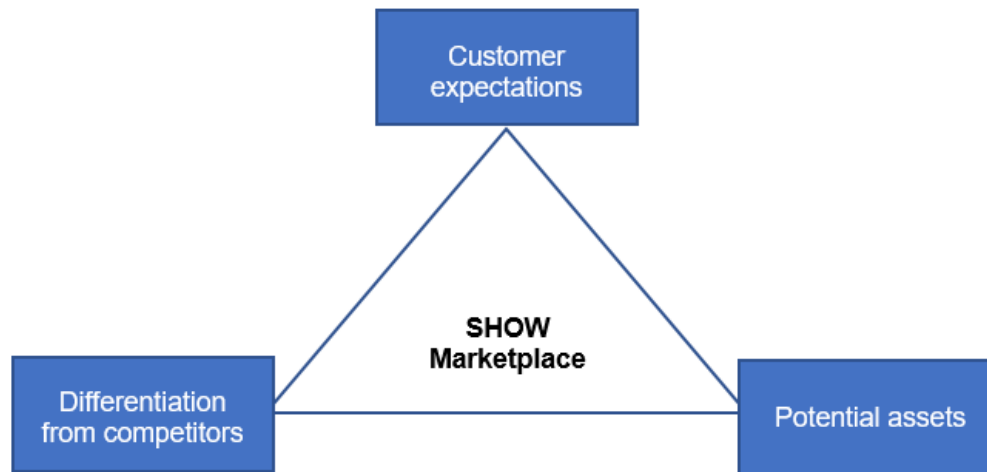 Customer
expectations
SHOW
Marketplace
Differentiation
from competitors
Potential assets